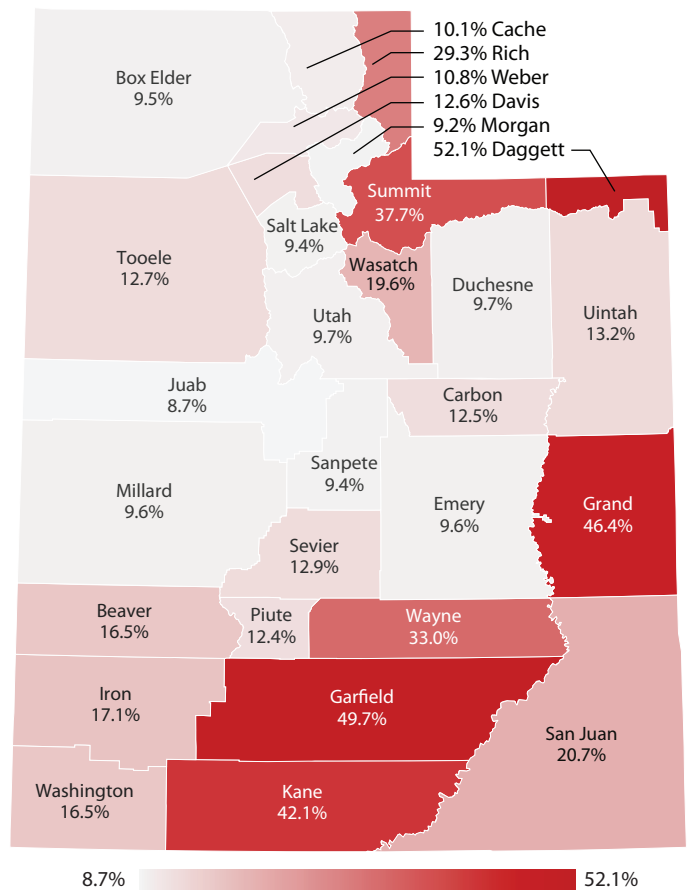 10.1% Cache
29.3% Rich
10.8% Weber
12.6% Davis
9.2% Morgan
52.1% Daggett
Box Elder
9.5%
Summit
37.7%
Salt Lake
9.4%
Tooele
12.7%
Wasatch
19.6%
Duchesne
9.7%
Uintah
13.2%
Utah
9.7%
Juab
8.7%
Carbon
12.5%
Sanpete
9.4%
Millard
9.6%
Emery
9.6%
Grand
46.4%
Sevier
12.9%
Beaver
16.5%
Piute
12.4%
Wayne
33.0%
Iron
17.1%
Garfield
49.7%
San Juan
20.7%
Washington
16.5%
Kane
42.1%
8.7%
52.1%